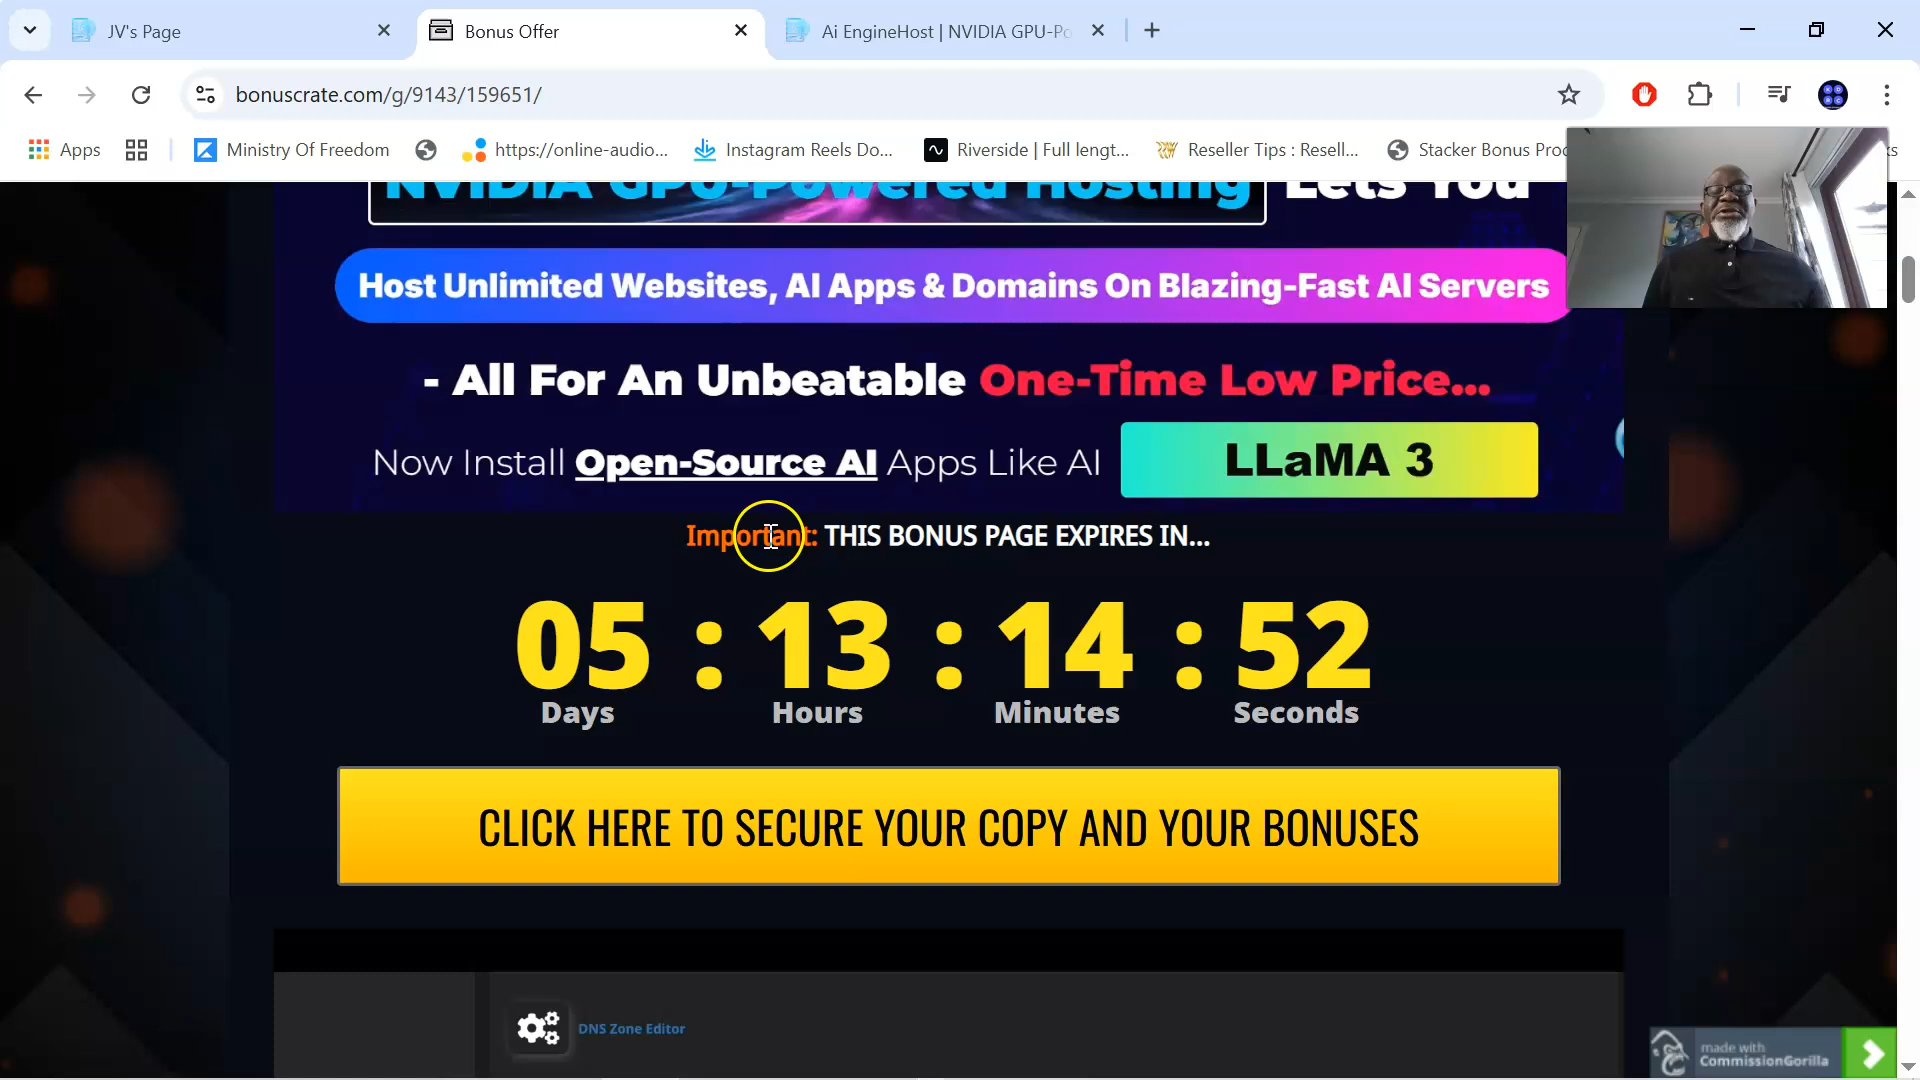 JV's Page
Bonus Offer
Ai EngineHost | NVIDIA GPU-Po
bonuscrate.com/g/9143/159651/
Apps
Ministry Of Freedom
https://online-audio...
Instagram Reels Do...
Riverside | Full lengt...
Reseller Tips : Resell...
Stacker Bonus Pro
ks
NVIDIA GPU-Powered Hosting Lets You
Host Unlimited Websites, AI Apps & Domains On Blazing-Fast AI Servers
- All For An Unbeatable One-Time Low Price...
Now Install Open-Source AI Apps Like AI LLaMA 3
Important: THIS BONUS PAGE EXPIRES IN...
05 : 13 : 14 : 52
Days Hours Minutes Seconds
CLICK HERE TO SECURE YOUR COPY AND YOUR BONUSES
DNS Zone Editor
made with
CommissionGorilla